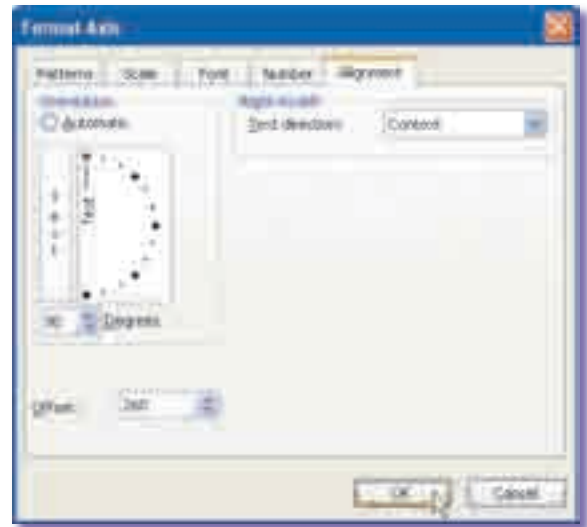 Format Axis
Patterns Scale Font Number Alignment
Orientation Right-to-left
Automatic Text direction: Context
Text
T e x t
90 Degrees
Offset:
OK Cancel